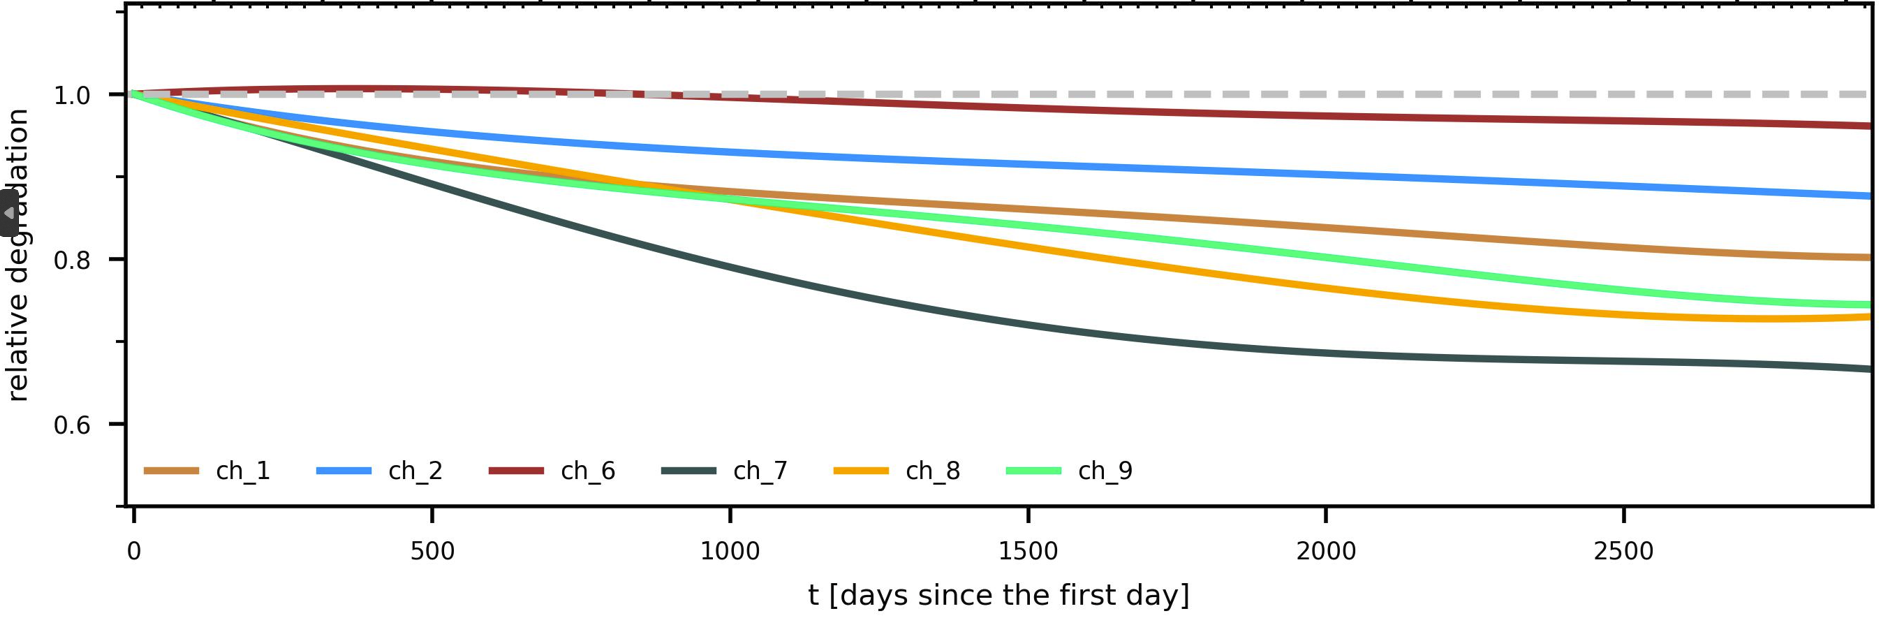 relative degradation
1.0
0.8
0.6
ch_1 ch_2 ch_6 ch_7 ch_8 ch_9
0 500 1000 1500 2000 2500
t [days since the first day]